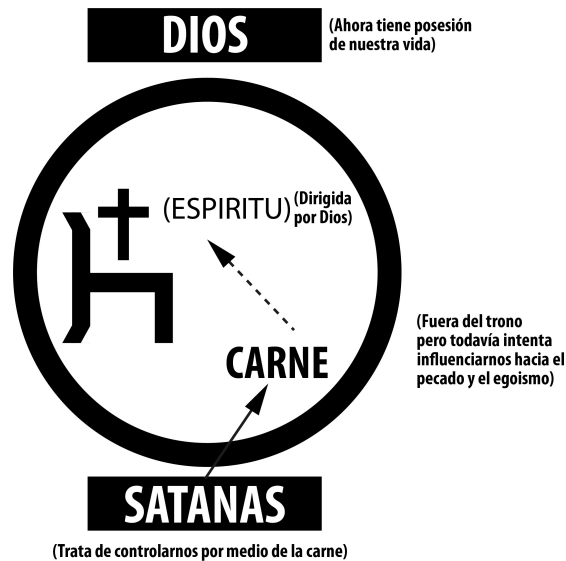 DIOS
(Ahora tiene posesión
de nuestra vida)
(ESPIRITU)
(Dirigida
por Dios)
CARNE
(Fuera del trono
pero todavía intenta
influenciarnos hacia el
pecado y el egoismo)
SATANAS
(Trata de controlarnos por medio de la carne)